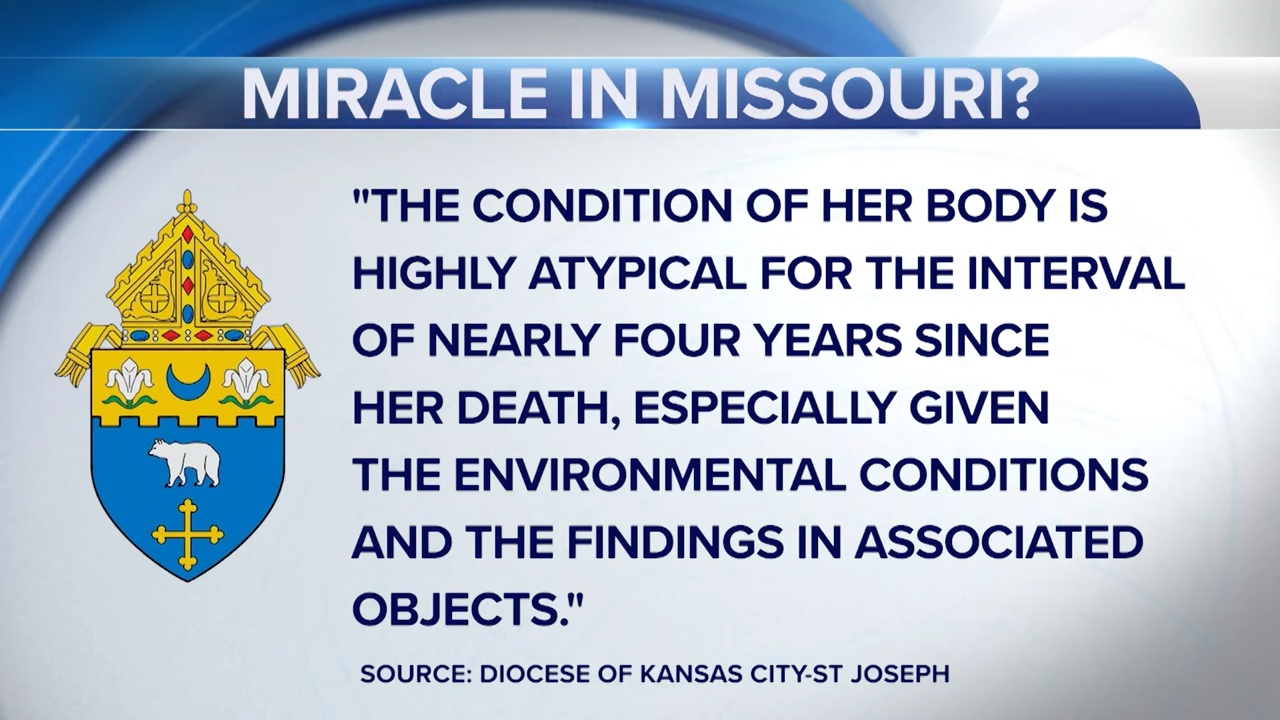 MIRACLE IN MISSOURI?
"THE CONDITION OF HER BODY IS
HIGHLY ATYPICAL FOR THE INTERVAL
OF NEARLY FOUR YEARS SINCE
HER DEATH, ESPECIALLY GIVEN
THE ENVIRONMENTAL CONDITIONS
AND THE FINDINGS IN ASSOCIATED
OBJECTS."
SOURCE: DIOCESE OF KANSAS CITY-ST JOSEPH